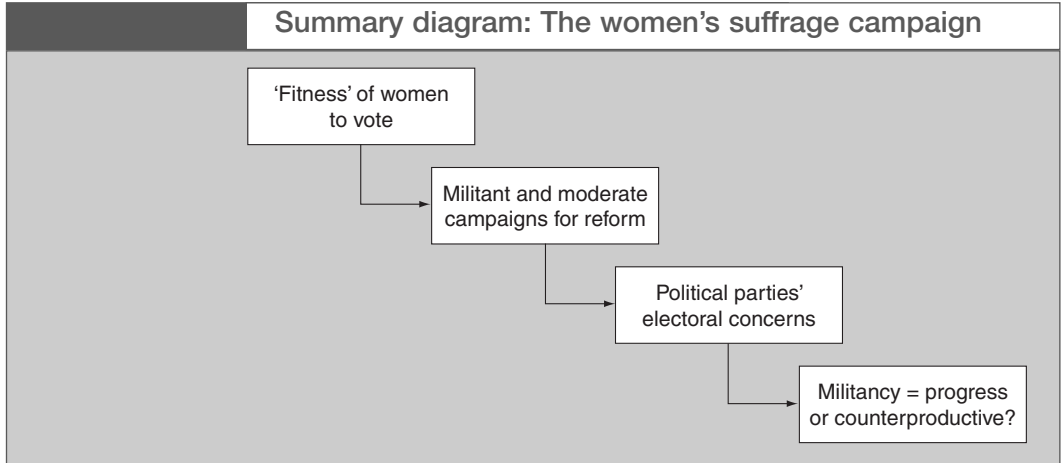 Summary diagram: The women's suffrage campaign
‘Fitness’ of women
to vote
Militant and moderate
campaigns for reform
Political parties’
electoral concerns
Militancy = progress
or counterproductive?